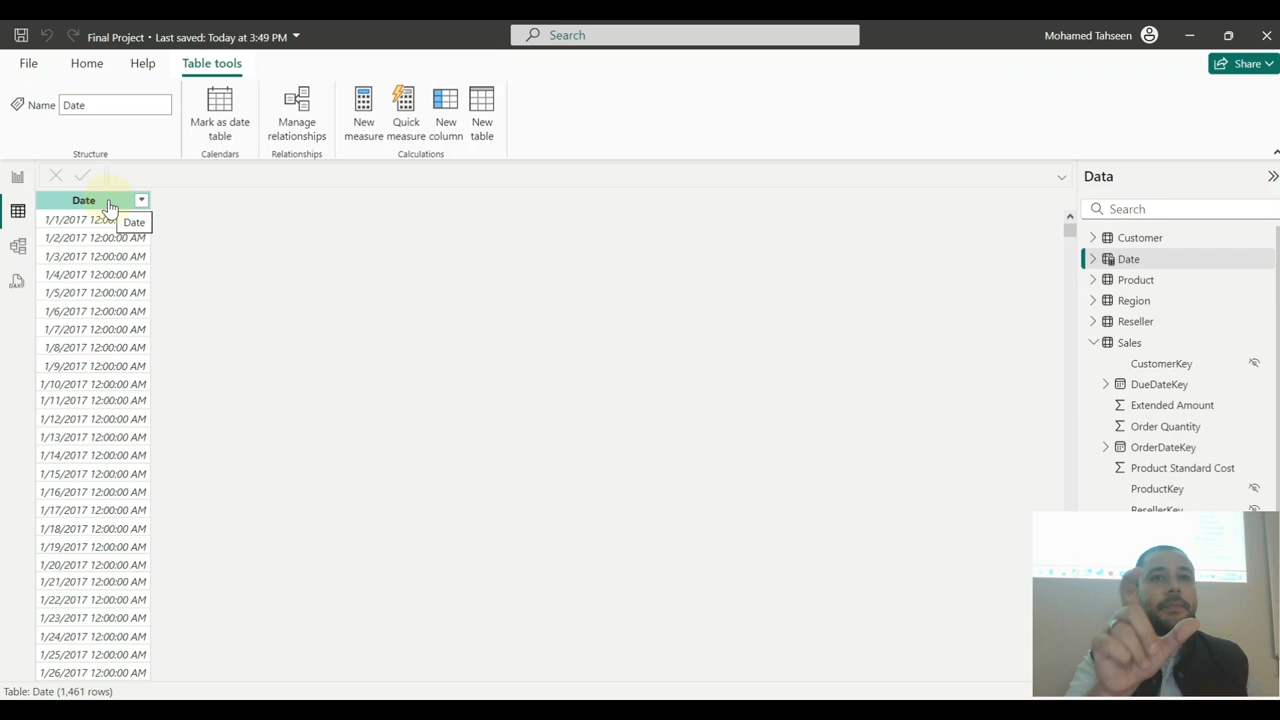 Final Project • Last saved: Today at 3:49 PM
Search
Mohamed Tahseen
File
Home
Help
Table tools
Share
Name
Date
Mark as date table
Manage relationships
New measure
Quick measure
New column
New table
Structure
Calendars
Relationships
Calculations
Date
1/1/2017 12:00:
Date
1/2/2017 12:00:00 AM
1/3/2017 12:00:00 AM
1/4/2017 12:00:00 AM
1/5/2017 12:00:00 AM
1/6/2017 12:00:00 AM
1/7/2017 12:00:00 AM
1/8/2017 12:00:00 AM
1/9/2017 12:00:00 AM
1/10/2017 12:00:00 AM
1/11/2017 12:00:00 AM
1/12/2017 12:00:00 AM
1/13/2017 12:00:00 AM
1/14/2017 12:00:00 AM
1/15/2017 12:00:00 AM
1/16/2017 12:00:00 AM
1/17/2017 12:00:00 AM
1/18/2017 12:00:00 AM
1/19/2017 12:00:00 AM
1/20/2017 12:00:00 AM
1/21/2017 12:00:00 AM
1/22/2017 12:00:00 AM
1/23/2017 12:00:00 AM
1/24/2017 12:00:00 AM
1/25/2017 12:00:00 AM
1/26/2017 12:00:00 AM
Table: Date (1,461 rows)
Data
Search
Customer
Date
Product
Region
Reseller
Sales
CustomerKey
DueDateKey
Extended Amount
Order Quantity
OrderDateKey
Product Standard Cost
ProductKey
ResellerKey